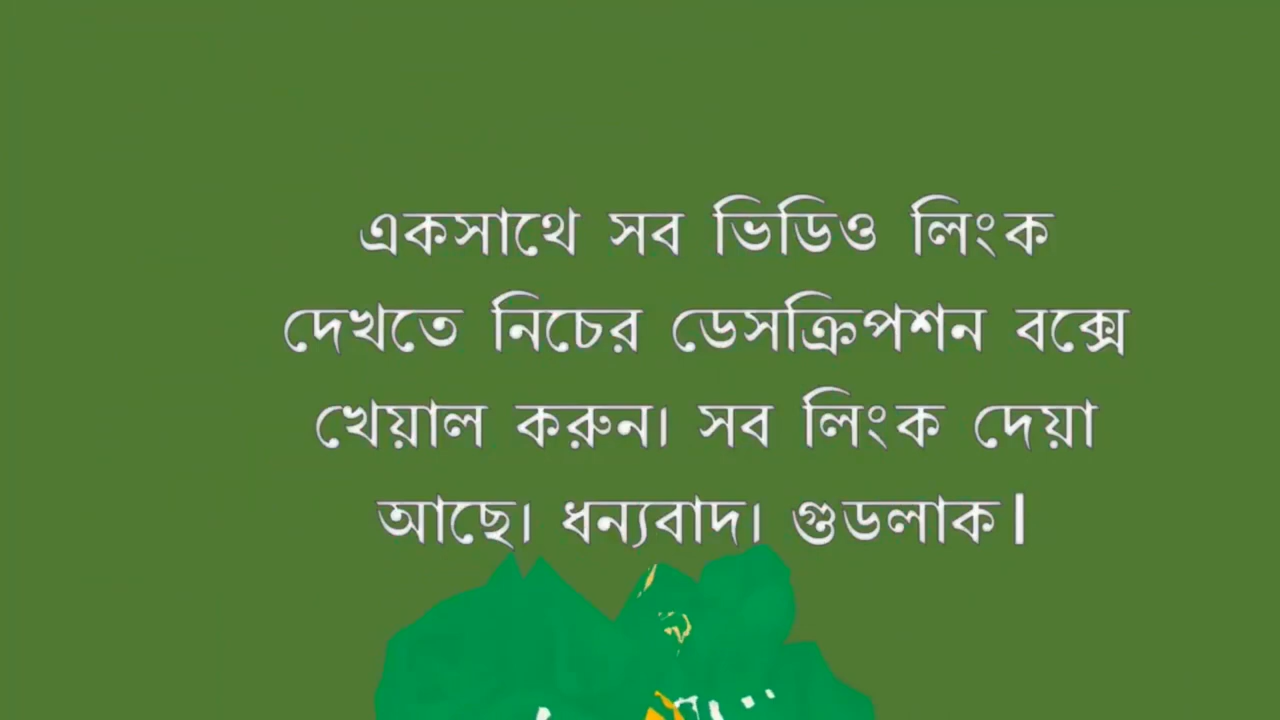 একসাথে সব ভিডিও লিংক
দেখতে নিচের ডেসক্রিপশন বক্সে
খেয়াল করুন। সব লিংক দেয়া
আছে। ধন্যবাদ। গুডলাক।